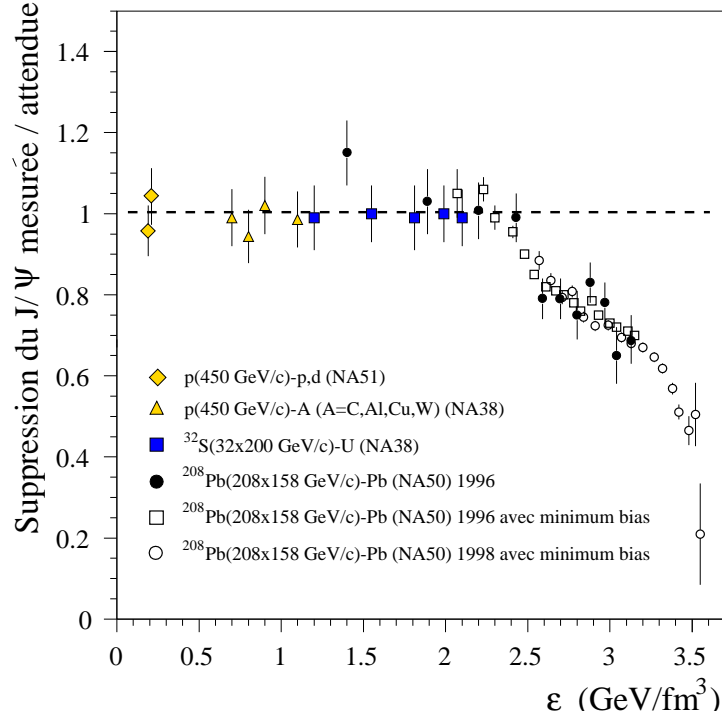 Suppression du J/Ψ mesurée / attendue
1.4
1.2
1
0.8
0.6
0.4
0.2
0
p(450 GeV/c)-p,d (NA51)
p(450 GeV/c)-A (A=C,Al,Cu,W) (NA38)
³²S(32x200 GeV/c)-U (NA38)
²⁰⁸Pb(208x158 GeV/c)-Pb (NA50) 1996
²⁰⁸Pb(208x158 GeV/c)-Pb (NA50) 1996 avec minimum bias
²⁰⁸Pb(208x158 GeV/c)-Pb (NA50) 1998 avec minimum bias
0 0.5 1 1.5 2 2.5 3 3.5
ε (GeV/fm³)